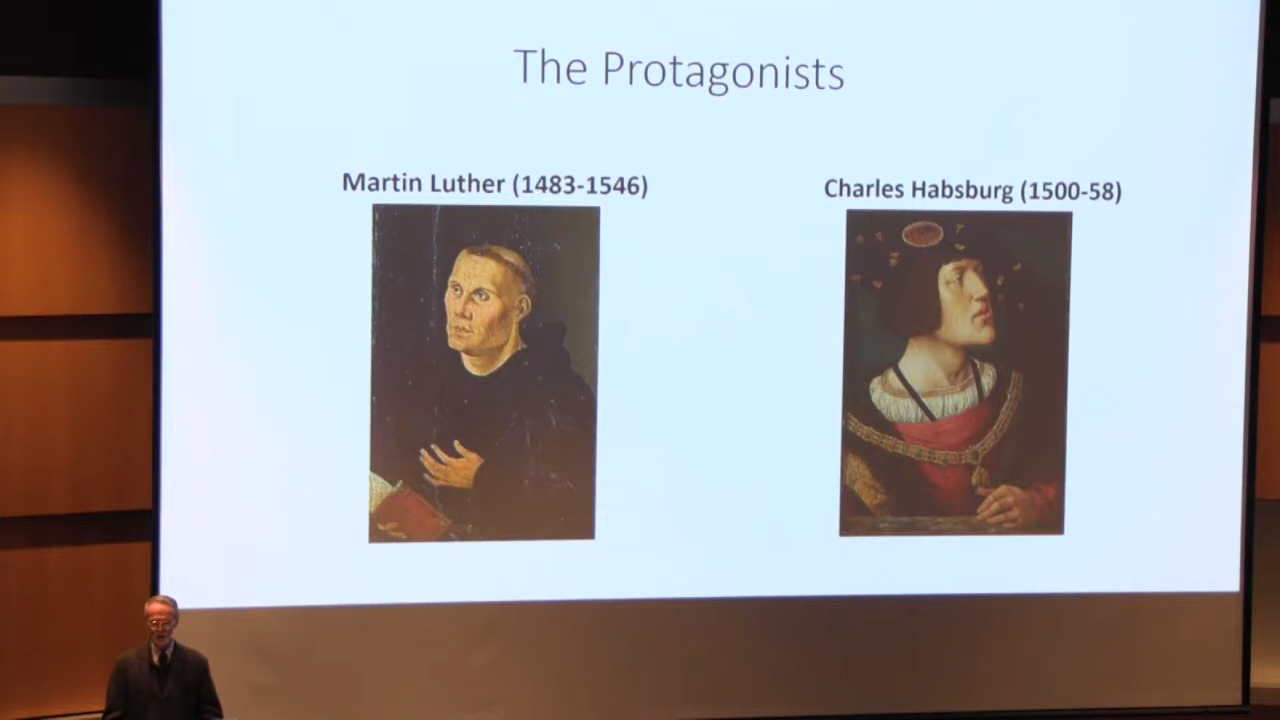 The Protagonists
Martin Luther (1483-1546)
Charles Habsburg (1500-58)